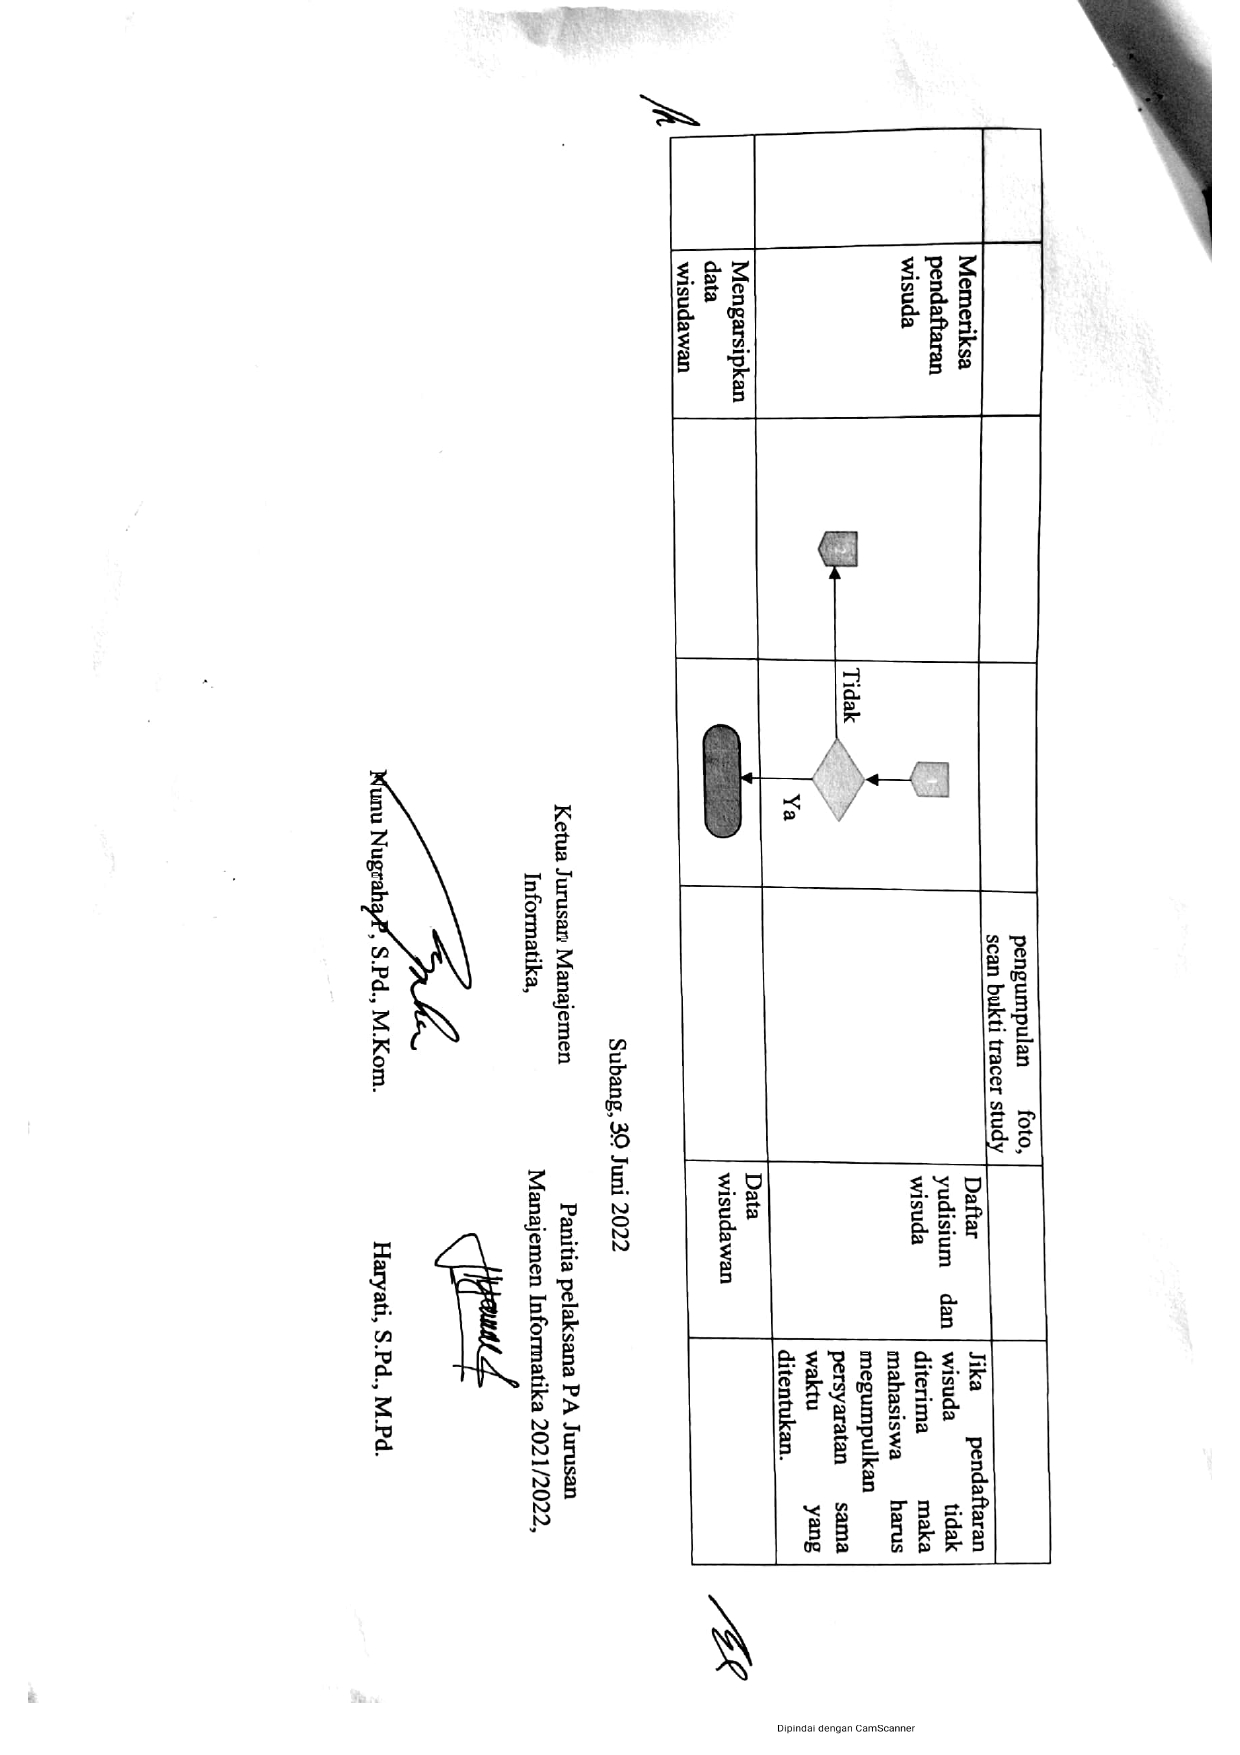 pengumpulan foto,
scan bukti tracer study
Memeriksa
pendaftaran
wisuda
1
Tidak
Ya
2
Daftar
yudisium dan
wisuda
Jika pendaftaran
wisuda tidak
diterima maka
mahasiswa harus
megumpulkan
persyaratan sama
waktu yang
ditentukan.
Mengarsipkan
data
wisudawan
Data
wisudawan
Subang, 30 Juni 2022
Ketua Jurusan Manajemen
Informatika,
Panitia pelaksana PA Jurusan
Manajemen Informatika 2021/2022,
Nunu Nugraha P, S.Pd., M.Kom.
Haryati, S.Pd., M.Pd.
Dipindai dengan CamScanner